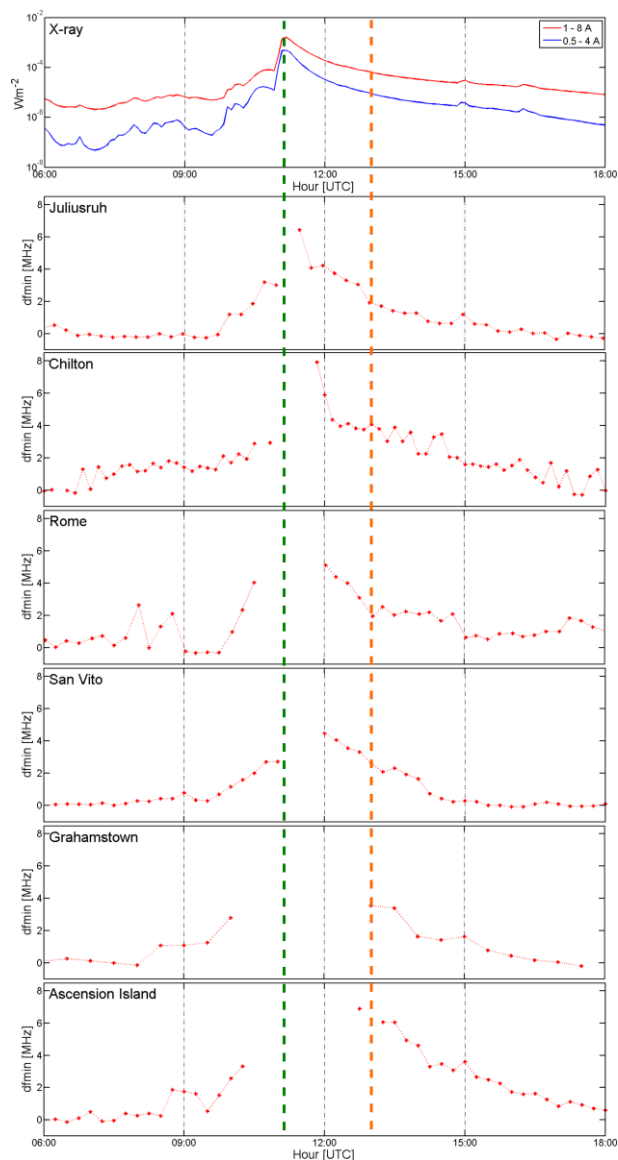 X-ray
10^-2
1 - 8 A
0.5 - 4 A
10^-4
Wm^-2
10^-6
10^-9
06:00 09:00 12:00 15:00 18:00
Hour [UTC]
Juliusruh
dfmin [MHz]
8
6
4
2
0
Chilton
dfmin [MHz]
8
6
4
2
0
Rome
dfmin [MHz]
8
6
4
2
0
San Vito
dfmin [MHz]
8
6
4
2
0
Grahamstown
dfmin [MHz]
8
6
4
2
0
Ascension Island
dfmin [MHz]
8
6
4
2
0
06:00 09:00 12:00 15:00 18:00
Hour [UTC]